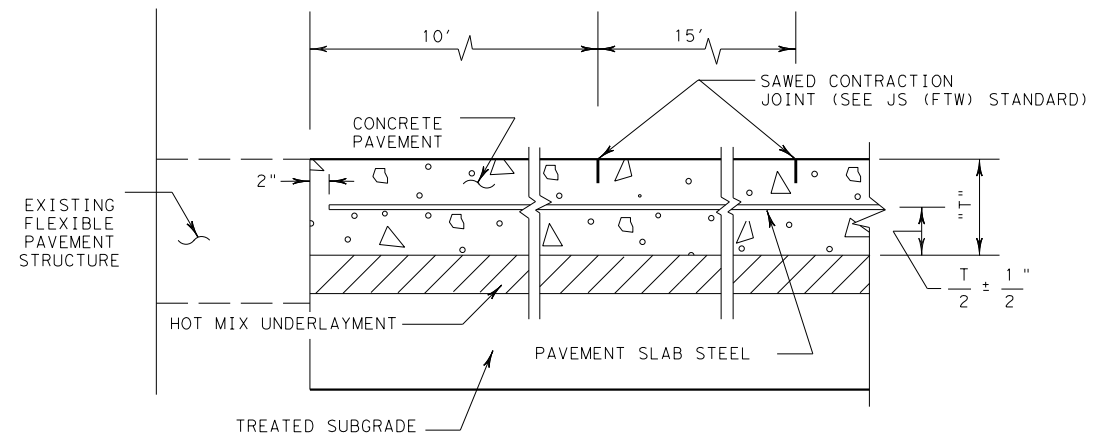 10'
15'
SAWED CONTRACTION
JOINT (SEE JS (FTW) STANDARD)
CONCRETE
PAVEMENT
2"
EXISTING
FLEXIBLE
PAVEMENT
STRUCTURE
"T"
T/2 ± 1/2"
HOT MIX UNDERLAYMENT
PAVEMENT SLAB STEEL
TREATED SUBGRADE